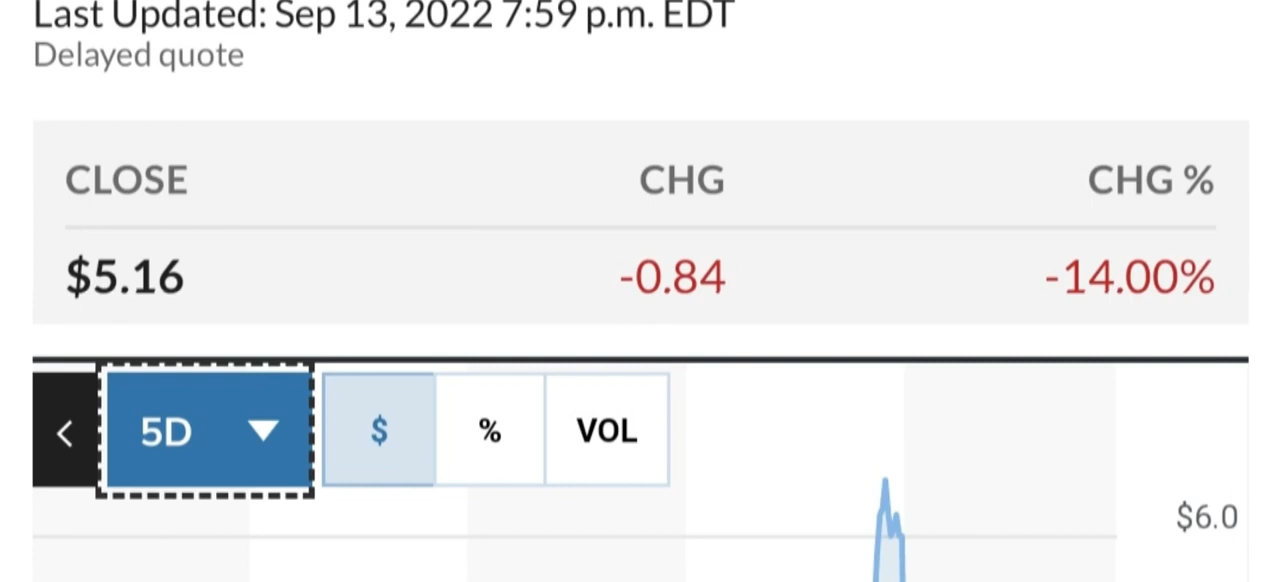 Last Updated: Sep 13, 2022 7:59 p.m. EDT
Delayed quote
CLOSE CHG CHG %
$5.16 -0.84 -14.00%
5D $ % VOL
$6.0